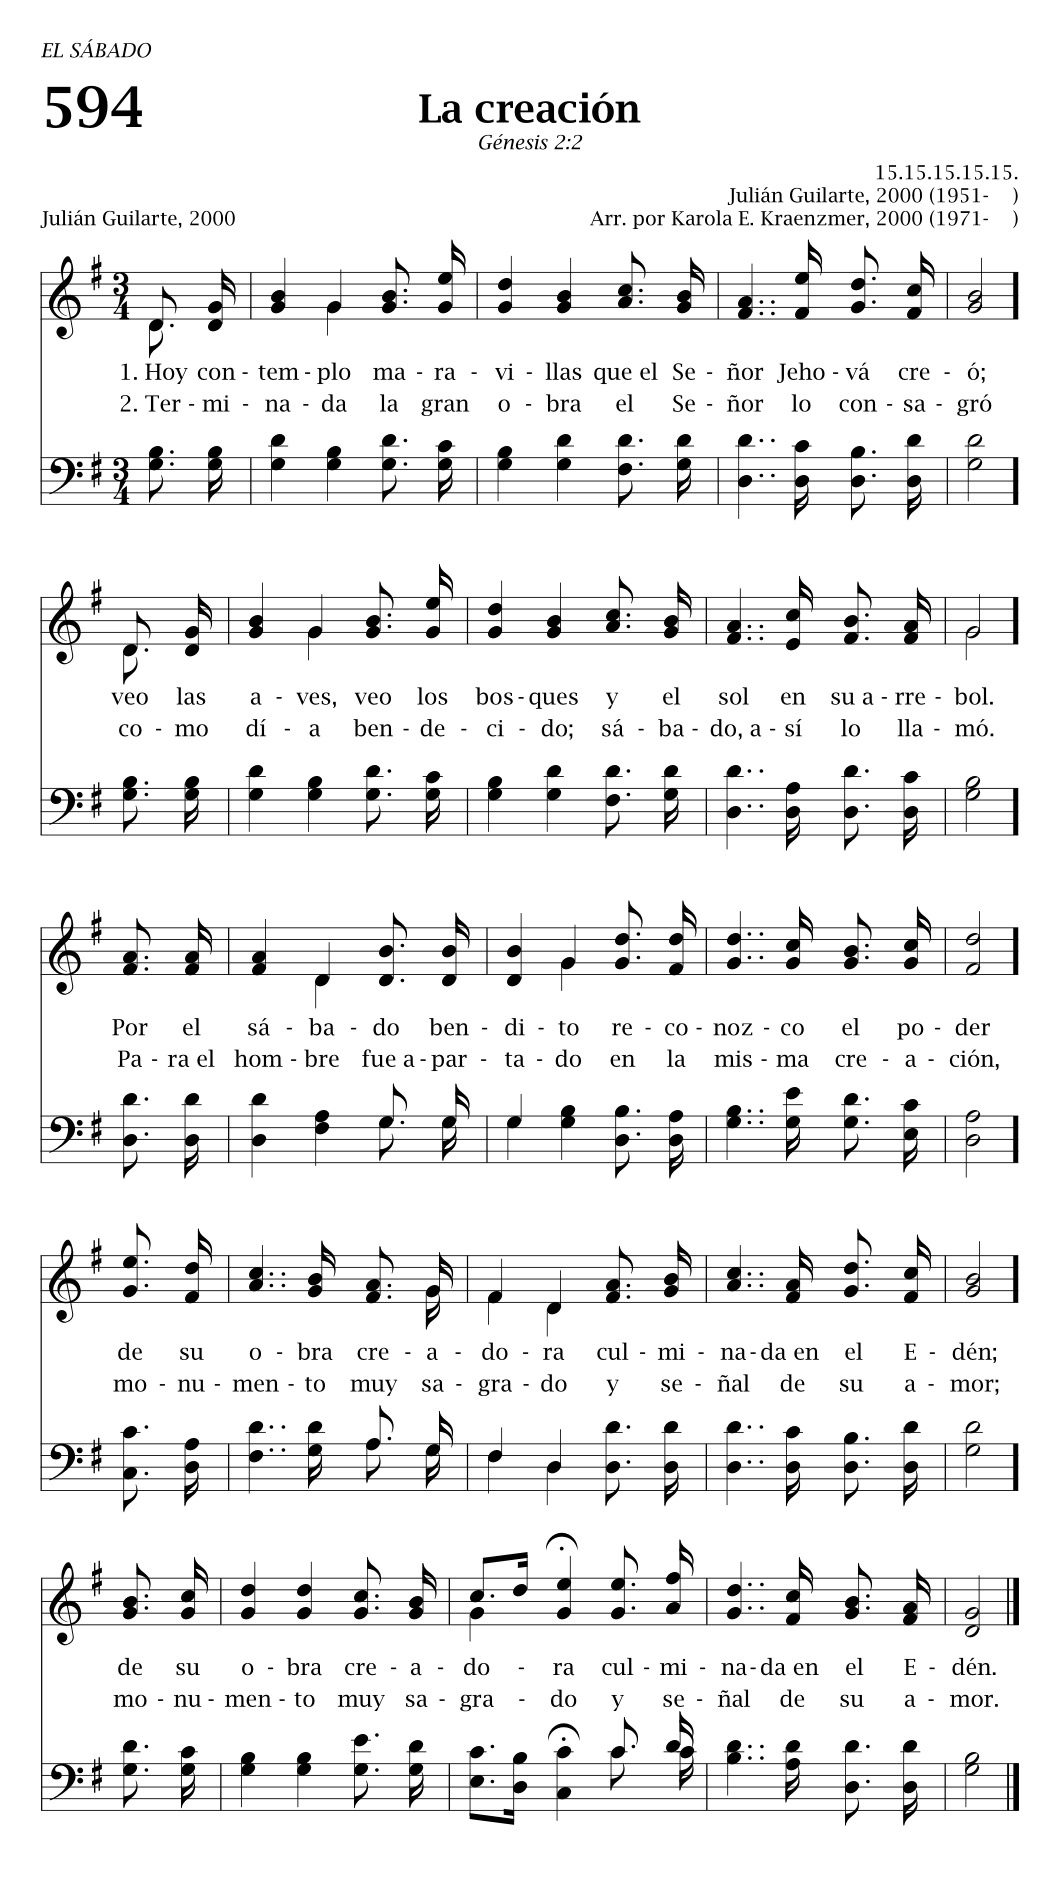 EL SÁBADO
594
La creación
Génesis 2:2
15.15.15.15.15.
Julián Guilarte, 2000 (1951-    )
Julián Guilarte, 2000
Arr. por Karola E. Kraenzmer, 2000 (1971-    )
1. Hoy con - tem - plo ma - ra - vi - llas que el Se - ñor Jeho - vá cre - ó;
2. Ter - mi - na - da la gran o - bra el Se - ñor lo con - sa - gró
veo las a - ves, veo los bos - ques y el sol en su a - rre - bol.
co - mo dí - a ben - de - ci - do; sá - ba - do, a - sí lo lla - mó.
Por el sá - ba - do ben - di - to re - co - noz - co el po - der
Pa - ra el hom - bre fue a - par - ta - do en la mis - ma cre - a - ción,
de su o - bra cre - a - do - ra cul - mi - na - da en el E - dén;
mo - nu - men - to muy sa - gra - do y se - ñal de su a - mor;
de su o - bra cre - a - do - ra cul - mi - na - da en el E - dén.
mo - nu - men - to muy sa - gra - do y se - ñal de su a - mor.